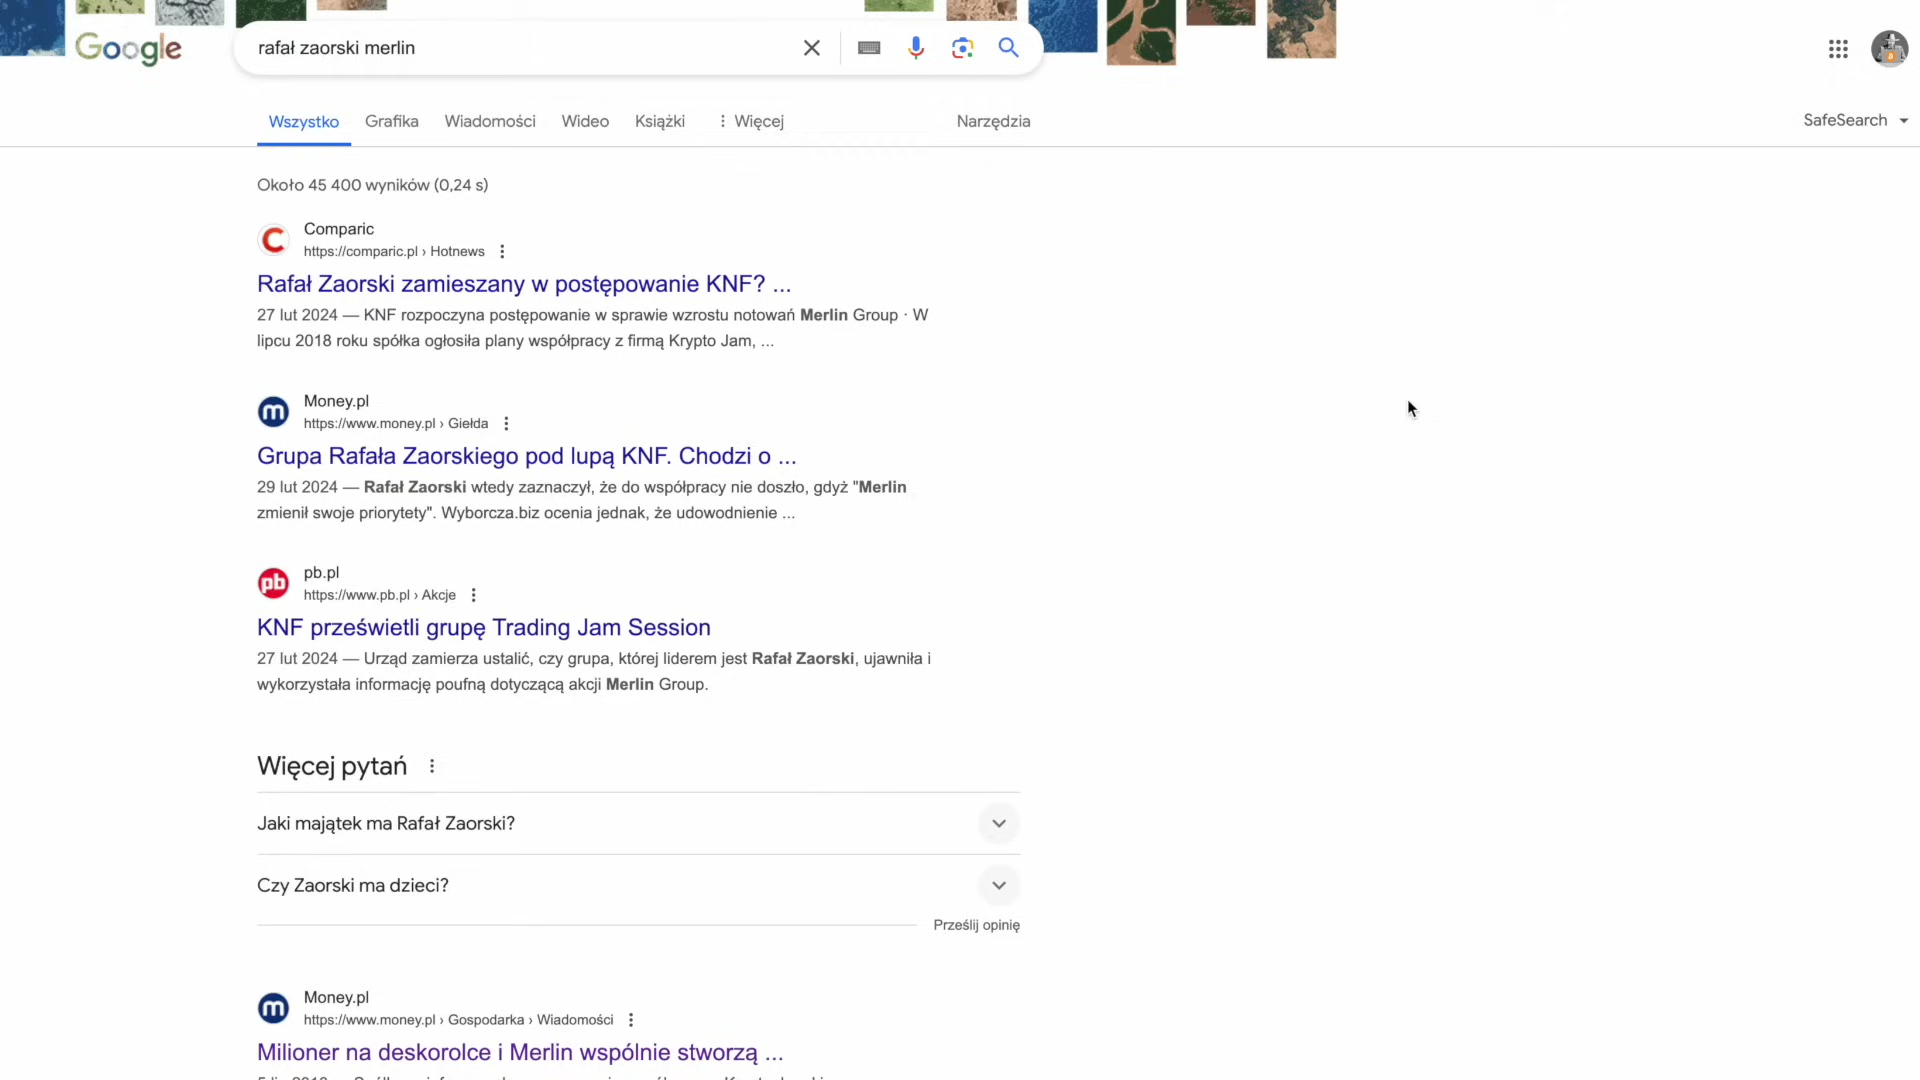 Google
rafał zaorski merlin
Wszystko Grafika Wiadomości Wideo Książki Więcej Narzędzia SafeSearch
Około 45 400 wyników (0,24 s)
Comparic
https://comparic.pl › Hotnews
Rafał Zaorski zamieszany w postępowanie KNF? ...
27 lut 2024 — KNF rozpoczyna postępowanie w sprawie wzrostu notowań Merlin Group · W
lipcu 2018 roku spółka ogłosiła plany współpracy z firmą Krypto Jam, ...
m
Money.pl
https://www.money.pl › Giełda
Grupa Rafała Zaorskiego pod lupą KNF. Chodzi o ...
29 lut 2024 — Rafał Zaorski wtedy zaznaczył, że do współpracy nie doszło, gdyż "Merlin
zmienił swoje priorytety". Wyborcza.biz ocenia jednak, że udowodnienie ...
pb
pb.pl
https://www.pb.pl › Akcje
KNF prześwietli grupę Trading Jam Session
27 lut 2024 — Urząd zamierza ustalić, czy grupa, której liderem jest Rafał Zaorski, ujawniła i
wykorzystała informację poufną dotyczącą akcji Merlin Group.
Więcej pytań
Jaki majątek ma Rafał Zaorski?
Czy Zaorski ma dzieci?
Prześlij opinię
m
Money.pl
https://www.money.pl › Gospodarka › Wiadomości
Milioner na deskorolce i Merlin wspólnie stworzą ...